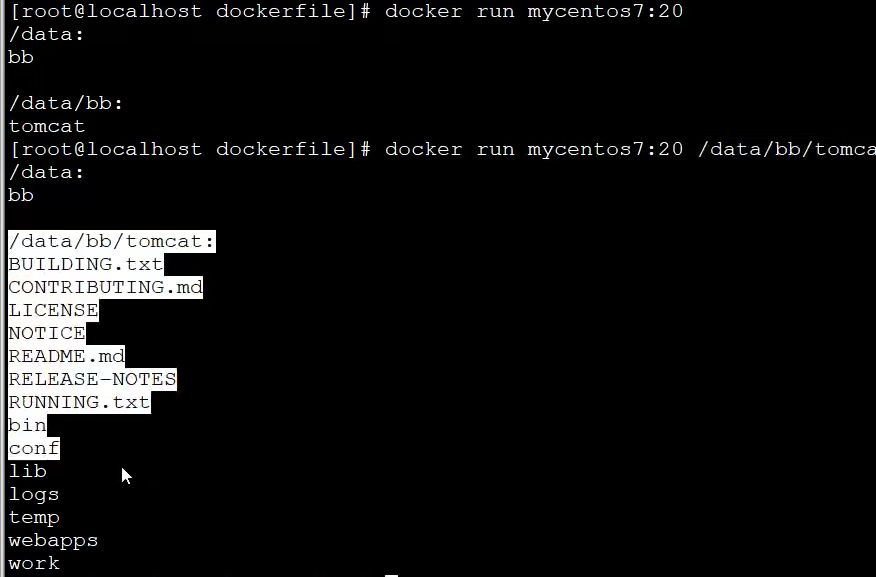 [root@localhost dockerfile]# docker run mycentos7:20
/data:
bb
/data/bb:
tomcat
[root@localhost dockerfile]# docker run mycentos7:20 /data/bb/tomca
/data:
bb
/data/bb/tomcat:
BUILDING.txt
CONTRIBUTING.md
LICENSE
NOTICE
README.md
RELEASE-NOTES
RUNNING.txt
bin
conf
lib
logs
temp
webapps
work